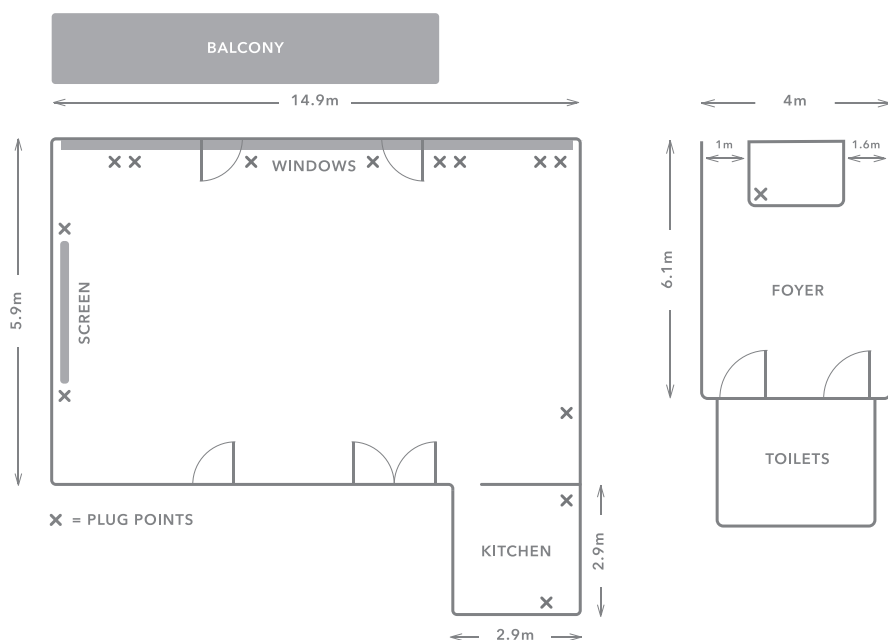 BALCONY
14.9m
4m
1m
1.6m
WINDOWS
5.9m
SCREEN
6.1m
FOYER
TOILETS
× = PLUG POINTS
KITCHEN
2.9m
2.9m